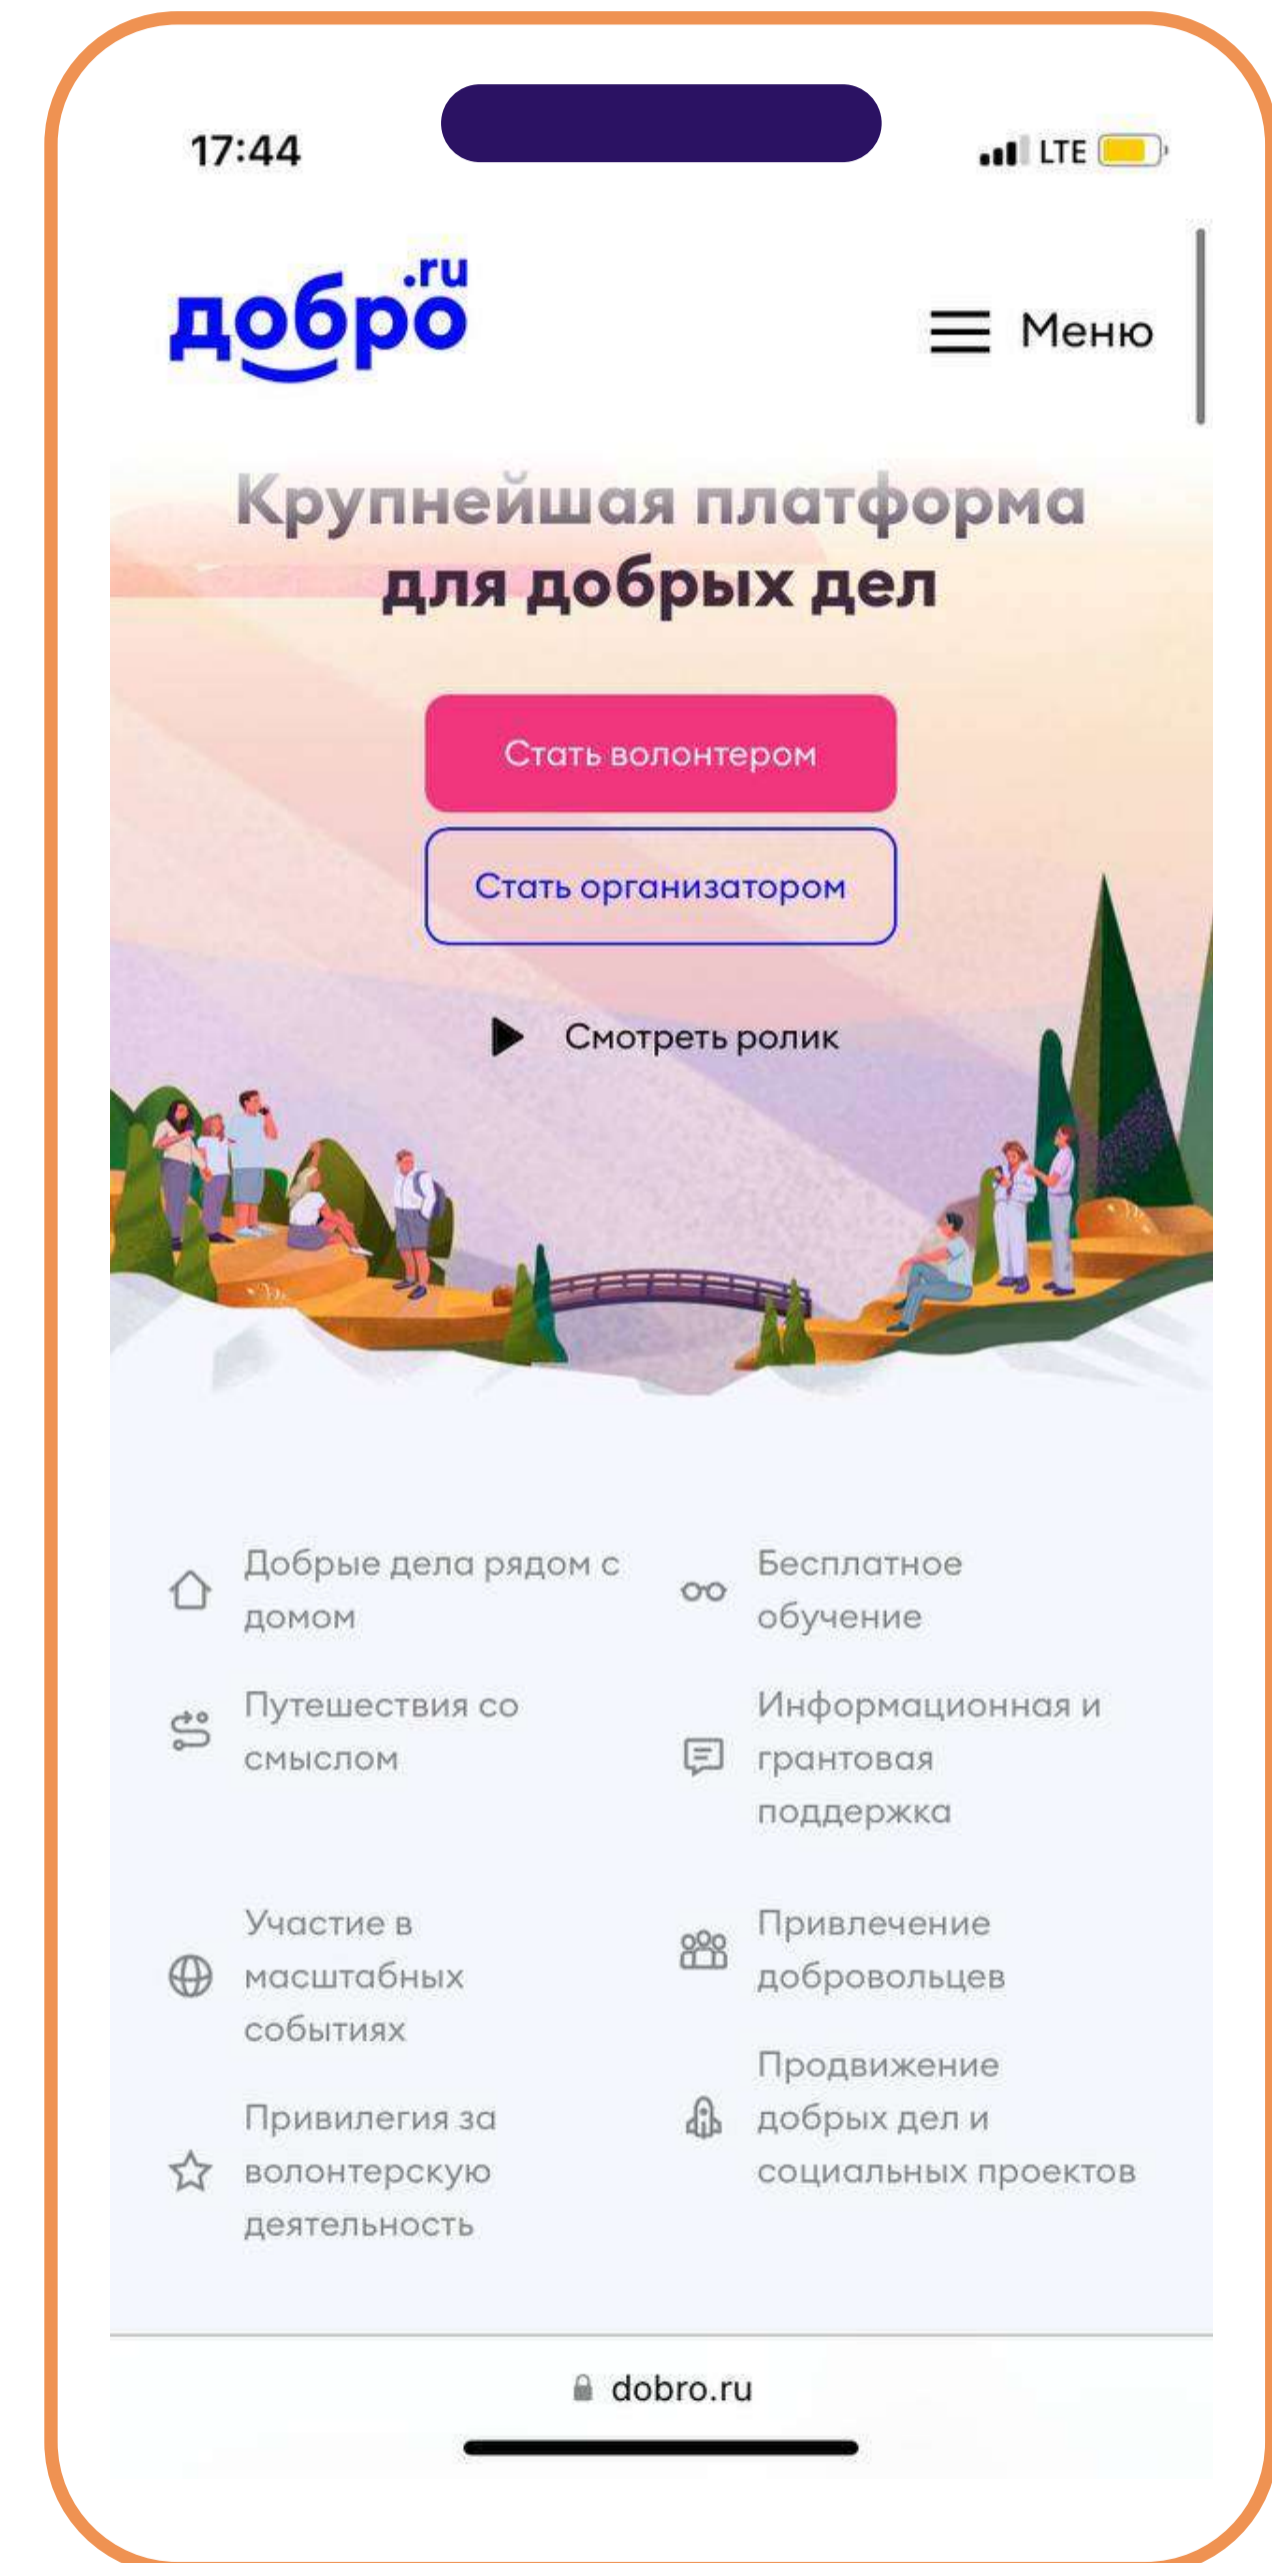 17:44
LTE
добро.ru
Меню
Крупнейшая платформа
для добрых дел
Стать волонтером
Стать организатором
Смотреть ролик
Добрые дела рядом с
домом
Путешествия со
смыслом
Участие в
масштабных
событиях
Привилегия за
волонтерскую
деятельность
Бесплатное
обучение
Информационная и
грантовая
поддержка
Привлечение
добровольцев
Продвижение
добрых дел и
социальных проектов
dobro.ru